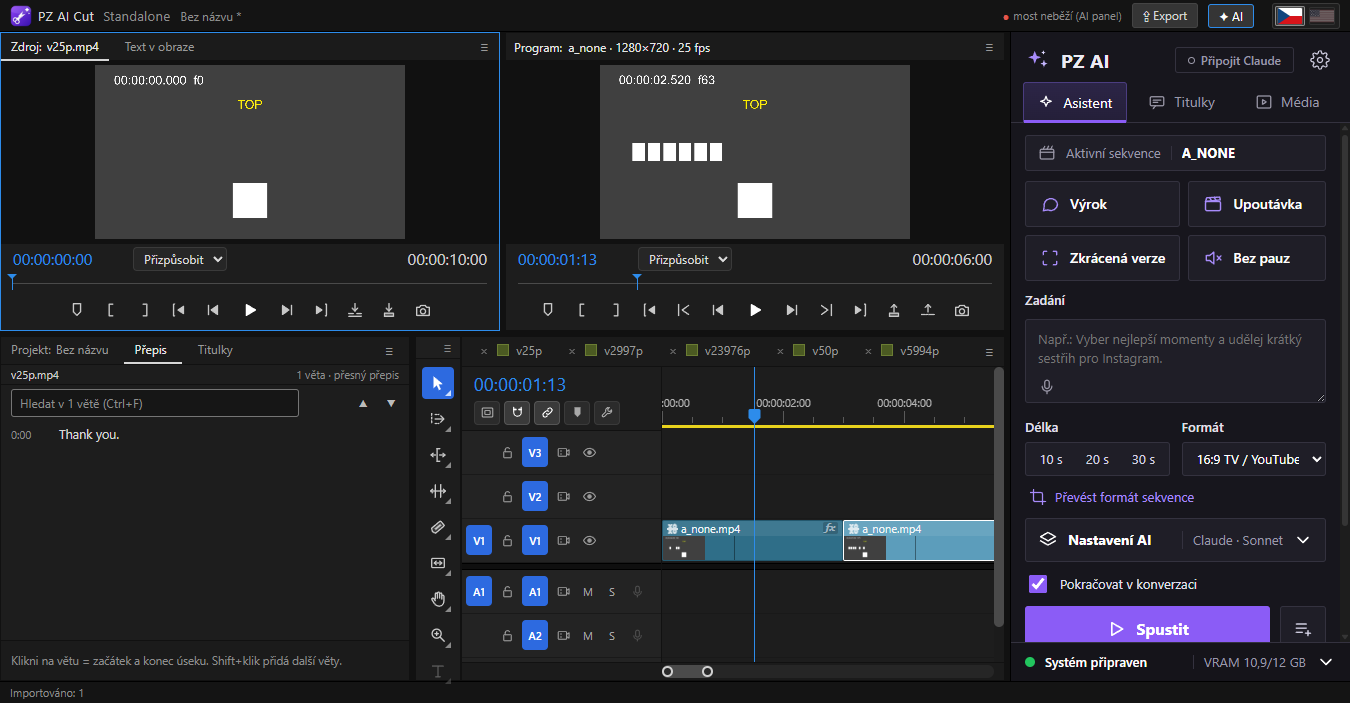 PZ AI Cut Standalone Bez názvu *
most neběží (AI panel) Export AI
Zdroj: v25p.mp4 Text v obraze
00:00:00.000 f0
TOP
00:00:00:00 Přizpůsobit 00:00:10:00
Program: a_none · 1280×720 · 25 fps
00:00:02.520 f63
TOP
00:00:01:13 Přizpůsobit 00:00:06:00
Projekt: Bez názvu Přepis Titulky
v25p.mp4 1 věta · přesný přepis
Hledat v 1 větě (Ctrl+F)
0:00 Thank you.
Klikni na větu = začátek a konec úseku. Shift+klik přidá další věty.
v25p v2997p v23976p v50p v5994p
00:00:01:13
:00:00 00:00:02:00 00:00:04:00
V3
V2
V1 V1
a_none.mp4 fx a_none.mp4
A1 A1 M S
A2 M S
PZ AI Připojit Claude
Asistent Titulky Média
Aktivní sekvence A_NONE
Výrok Upoutávka
Zkrácená verze Bez pauz
Zadání
Např.: Vyber nejlepší momenty a udělej krátký
sestřih pro Instagram.
Délka Formát
10 s 20 s 30 s 16:9 TV / YouTube
Převést formát sekvence
Nastavení AI Claude · Sonnet
Pokračovat v konverzaci
Spustit
Systém připraven VRAM 10,9/12 GB
Importováno: 1